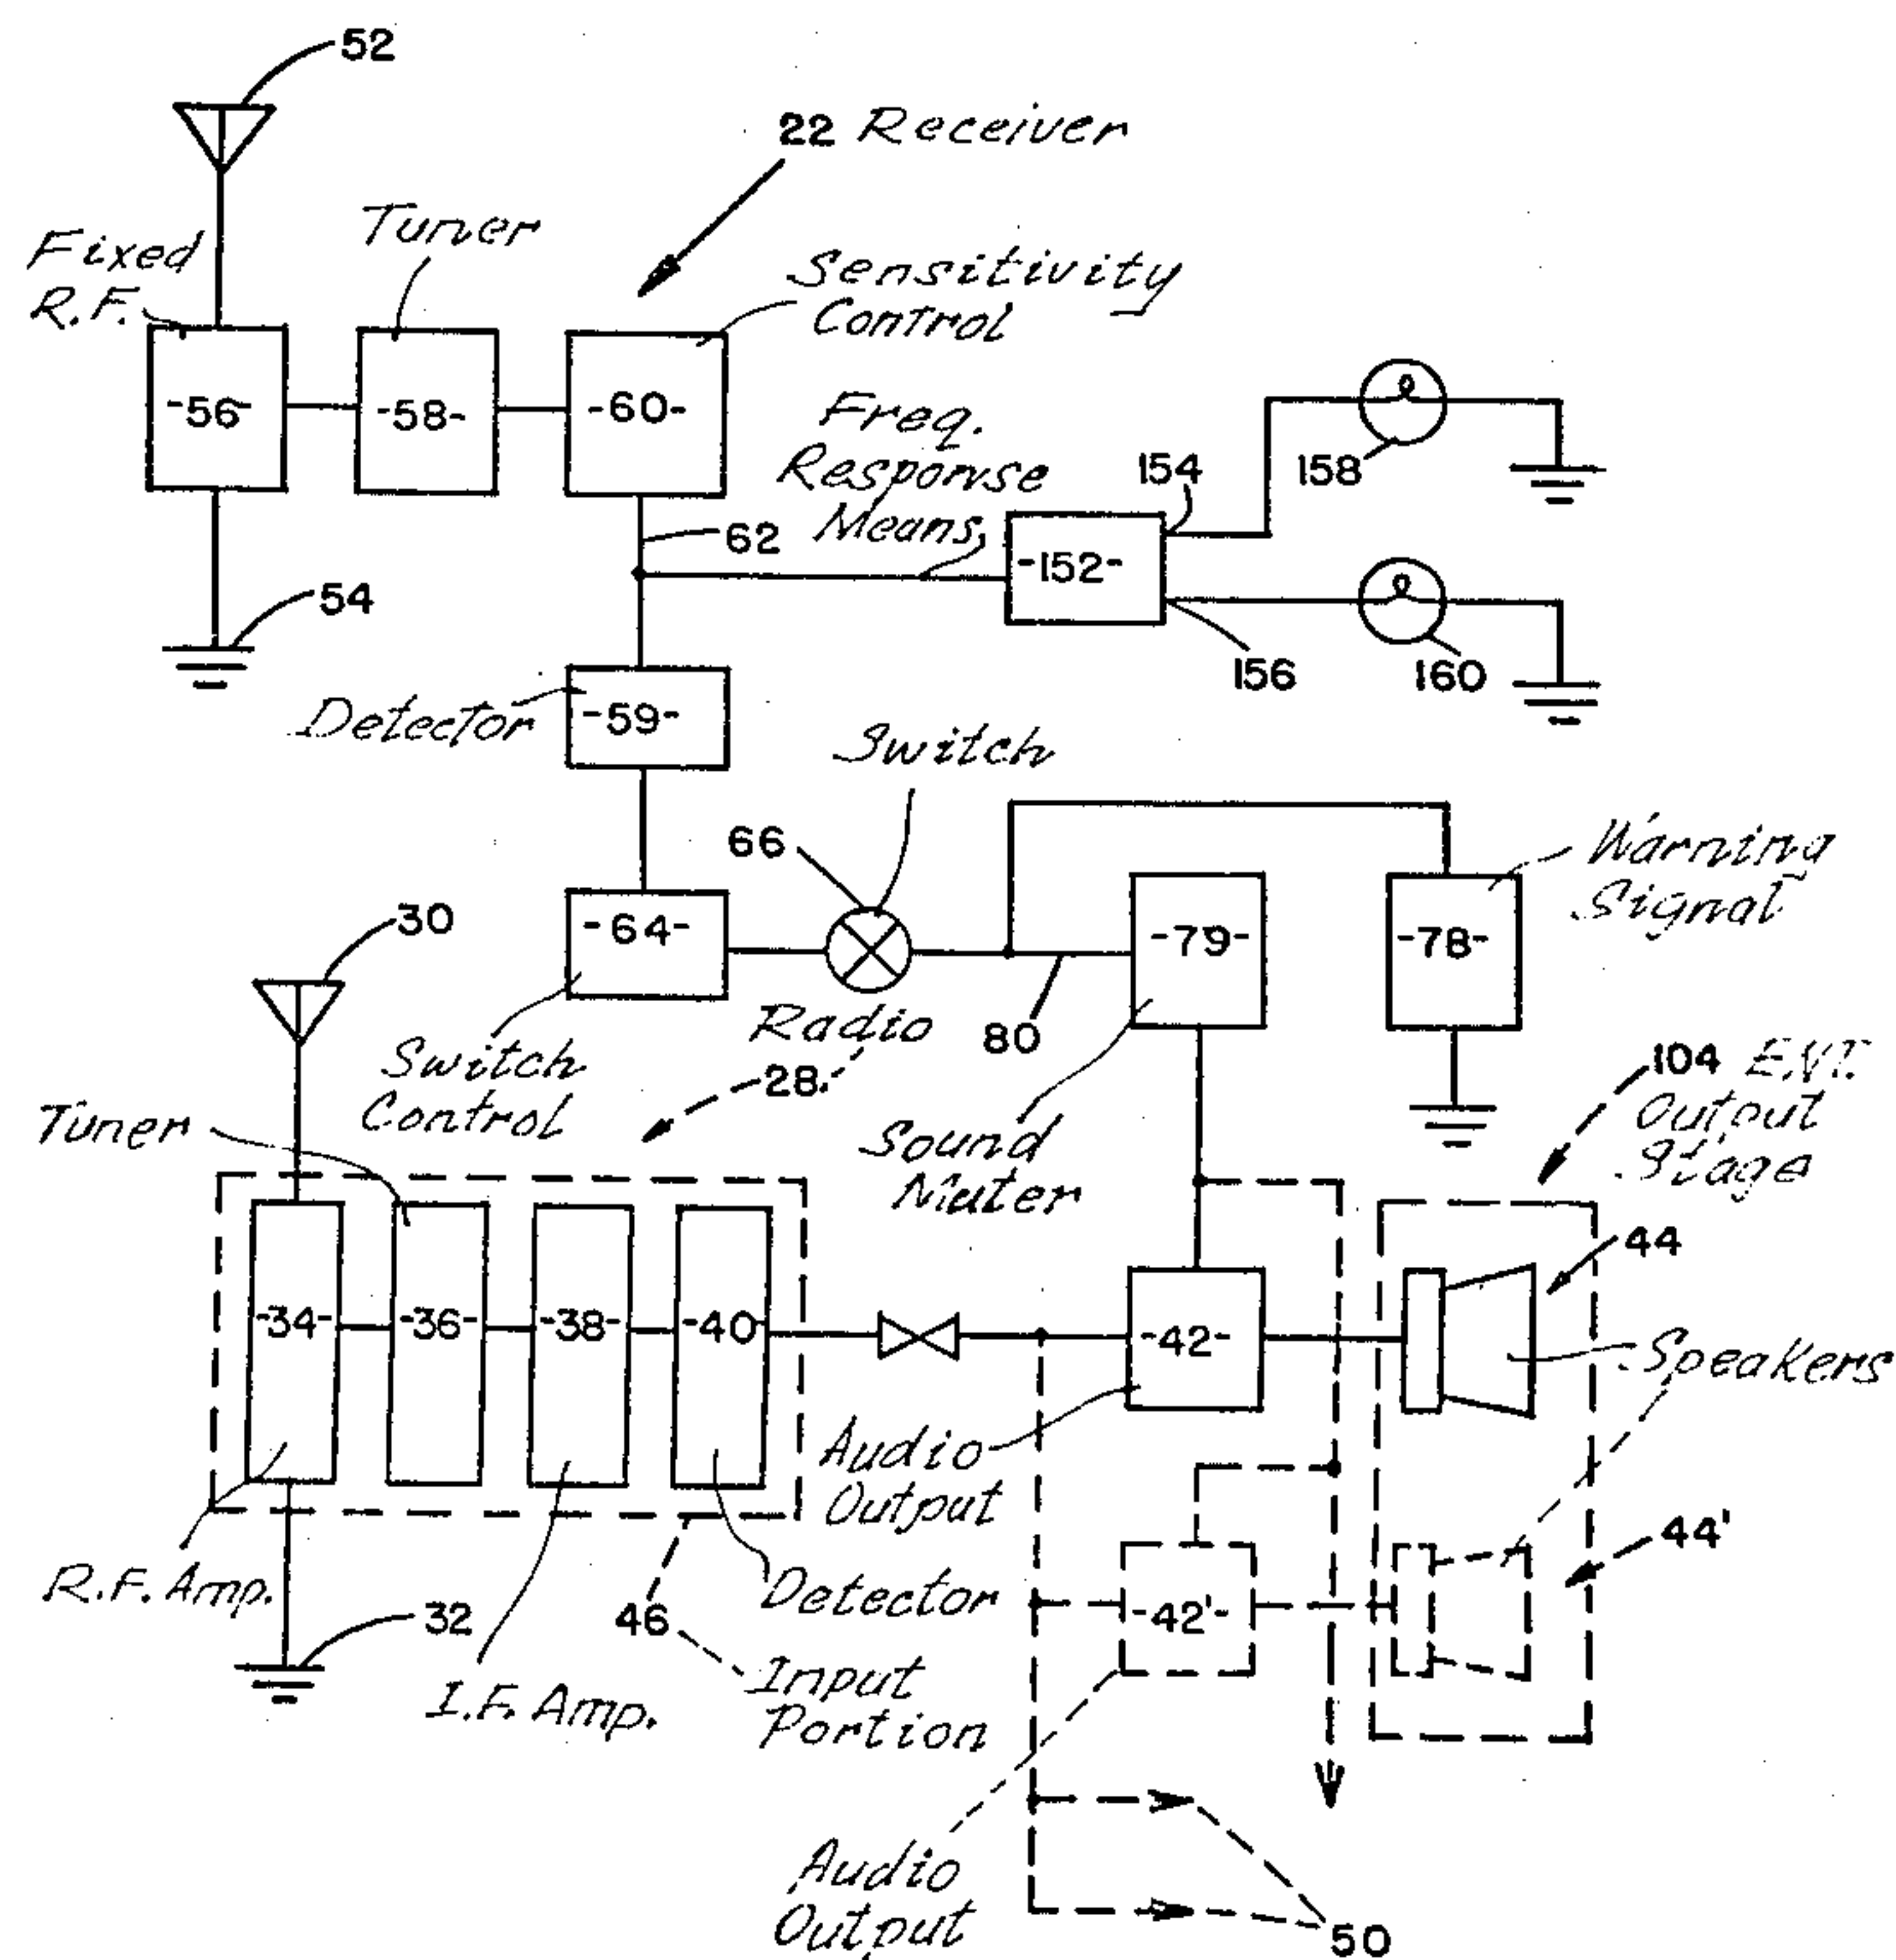 52
22 Receiver
Tuner
Fixed
R.F.
Sensitivity
Control
-56-
-58-
-60-
Freq.
Response
Means
154
158
62
-152-
54
156
160
Detector
-59-
Switch
66
Warning
Signal
30
-64-
-79-
-78-
Radio
80
Switch
Control
28
104
Output
Stage
Tuner
Sound
Muter
44
-34-
-36-
-38-
-40-
-42-
Speakers
Audio
Output
44'
R.F. Amp.
Detector
32
46
-42'-
Input
Portion
I.F. Amp.
Audio
Output
50